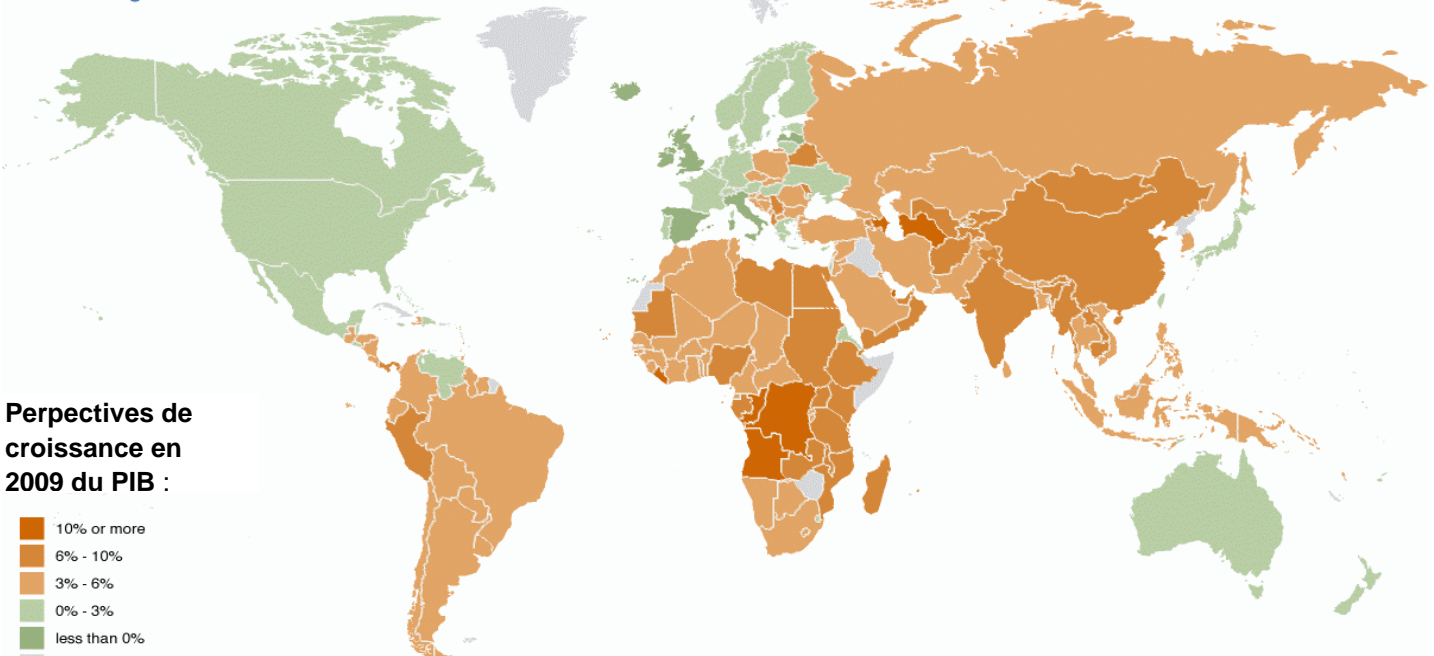 Perpectives de
croissance en
2009 du PIB :
10% or more
6% - 10%
3% - 6%
0% - 3%
less than 0%